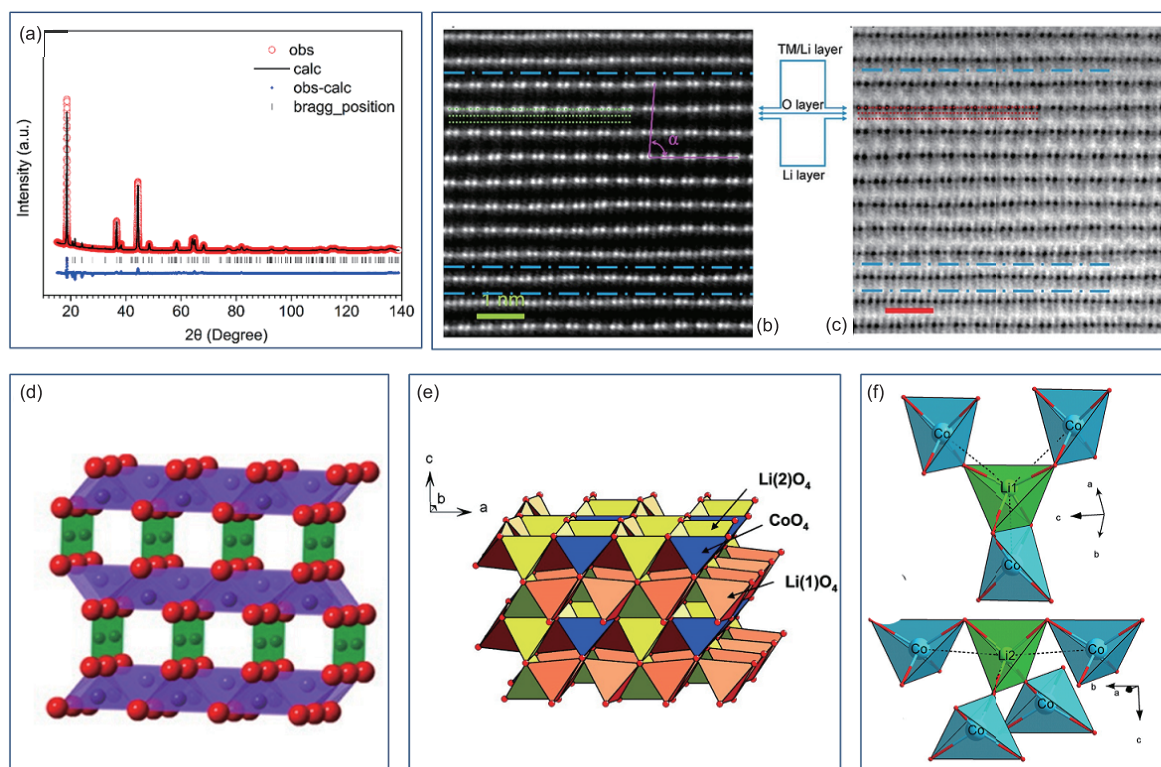 (a)
obs
calc
obs-calc
bragg_position
Intensity (a.u.)
20 40 60 80 100 120 140
2θ (Degree)
α
1 nm
(b)
TM/Li layer
O layer
Li layer
(c)
(d)
(e)
c
b
a
Li(2)O₄
CoO₄
Li(1)O₄
(f)
Co
Co
Li1
Co
a
c
b
Co
Li2
Co
Co
Co
b
a
c